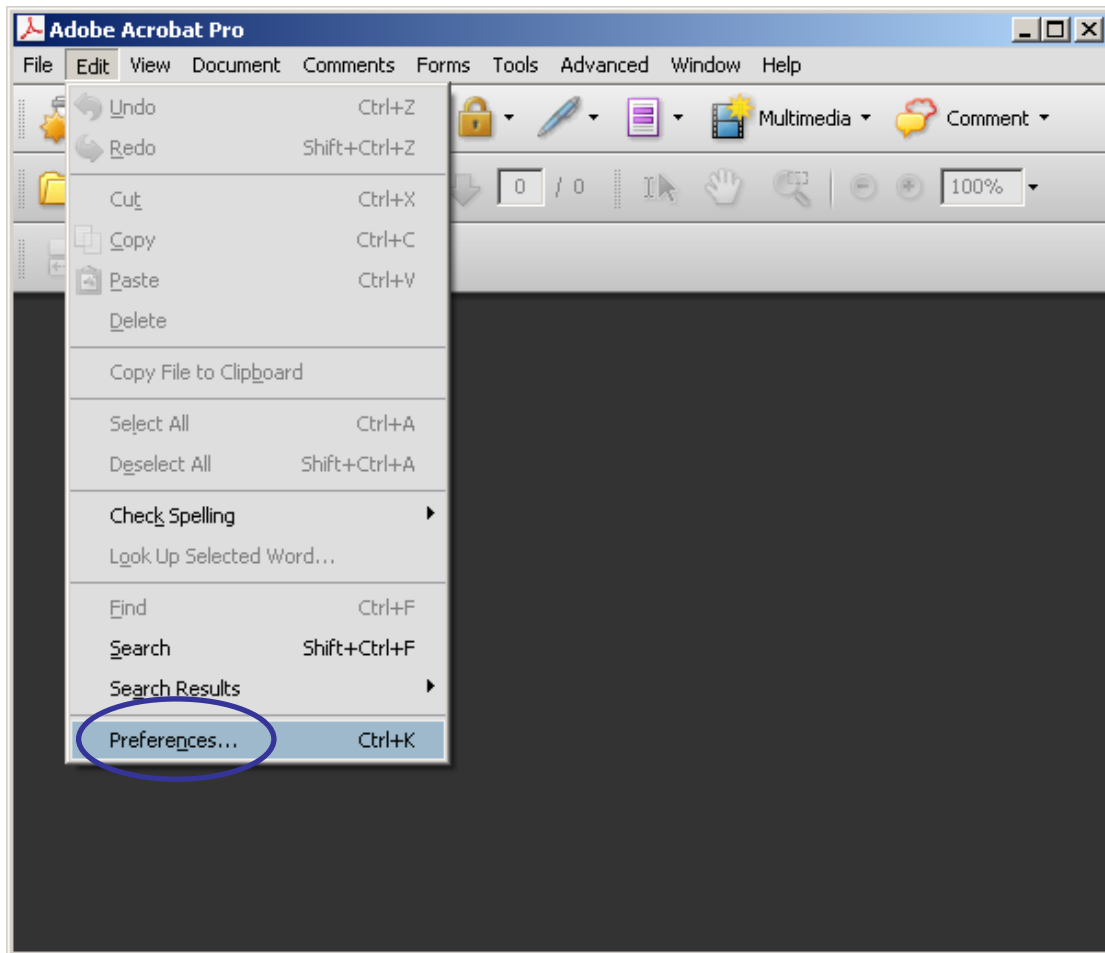 Adobe Acrobat Pro
File Edit View Document Comments Forms Tools Advanced Window Help
Multimedia Comment
0 / 0 100%
Undo Ctrl+Z
Redo Shift+Ctrl+Z
Cut Ctrl+X
Copy Ctrl+C
Paste Ctrl+V
Delete
Copy File to Clipboard
Select All Ctrl+A
Deselect All Shift+Ctrl+A
Check Spelling
Look Up Selected Word...
Find Ctrl+F
Search Shift+Ctrl+F
Search Results
Preferences... Ctrl+K